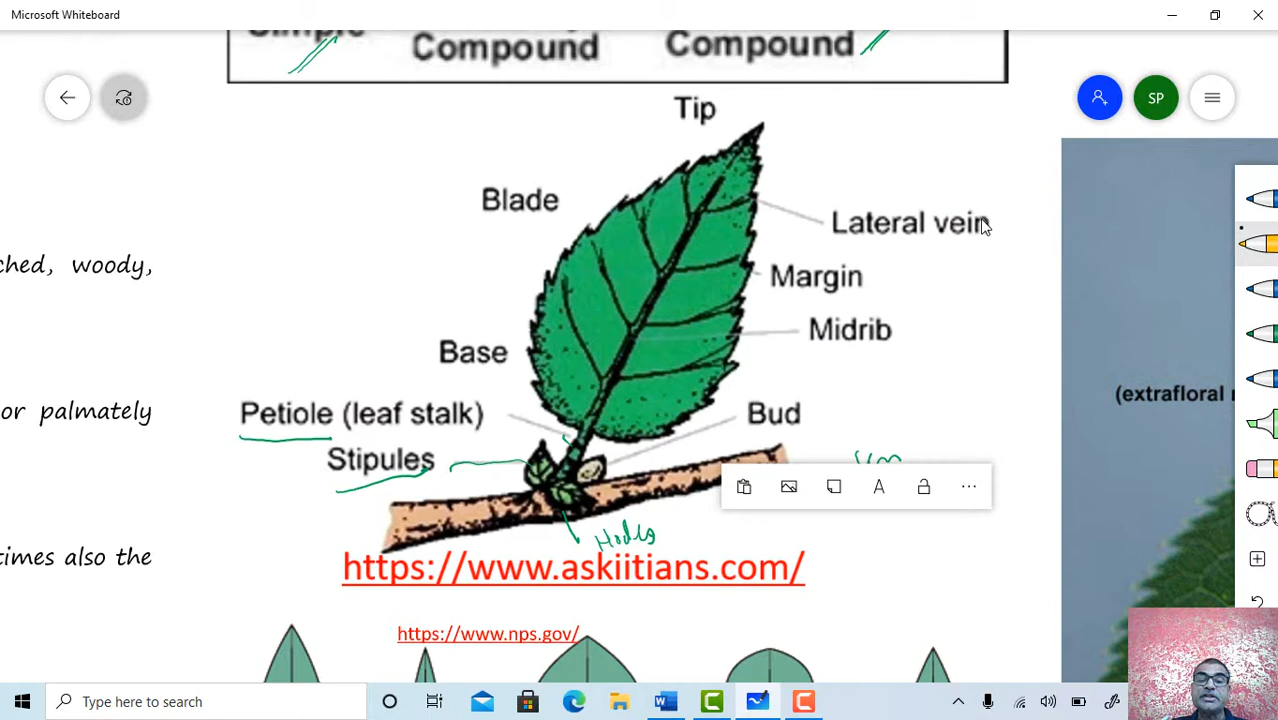 Microsoft Whiteboard
Simple
Compound
Compound
SP
Tip
Blade
Lateral vein
ched, woody,
Margin
Midrib
Base
(extrafloral
or palmately
Petiole (leaf stalk)
Bud
Stipules
times also the
https://www.askiitians.com/
https://www.nps.gov/
Type here to search